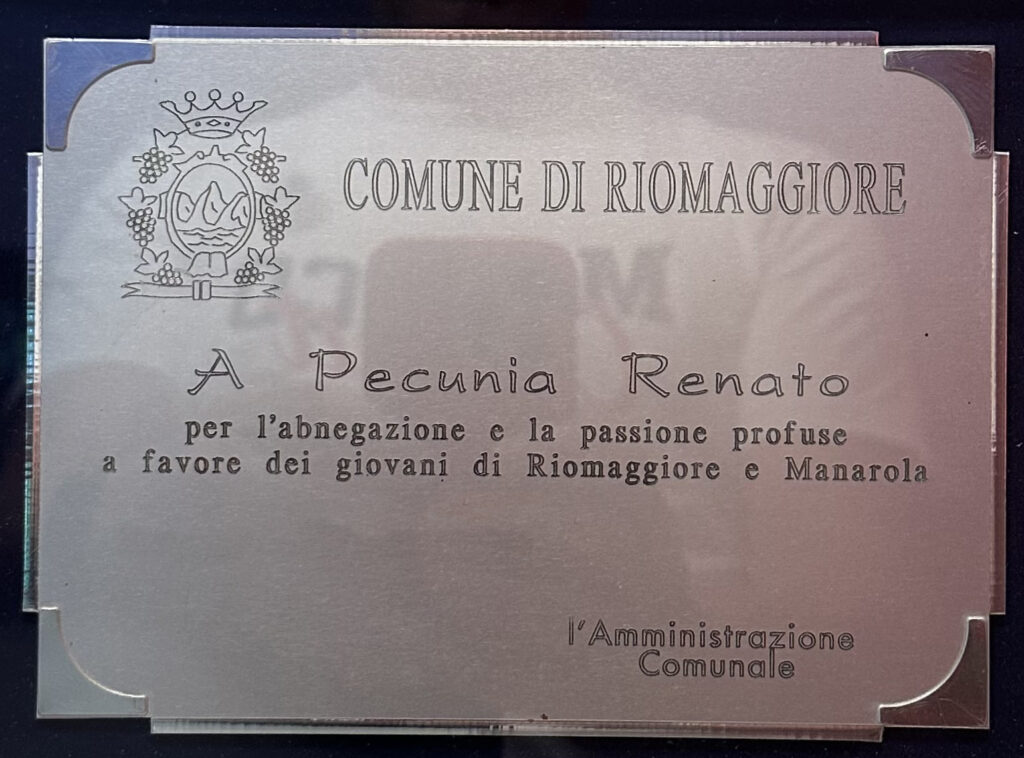 COMUNE DI RIOMAGGIORE
A Pecunia Renato
per l'abnegazione e la passione profuse
a favore dei giovani di Riomaggiore e Manarola
l'Amministrazione
Comunale